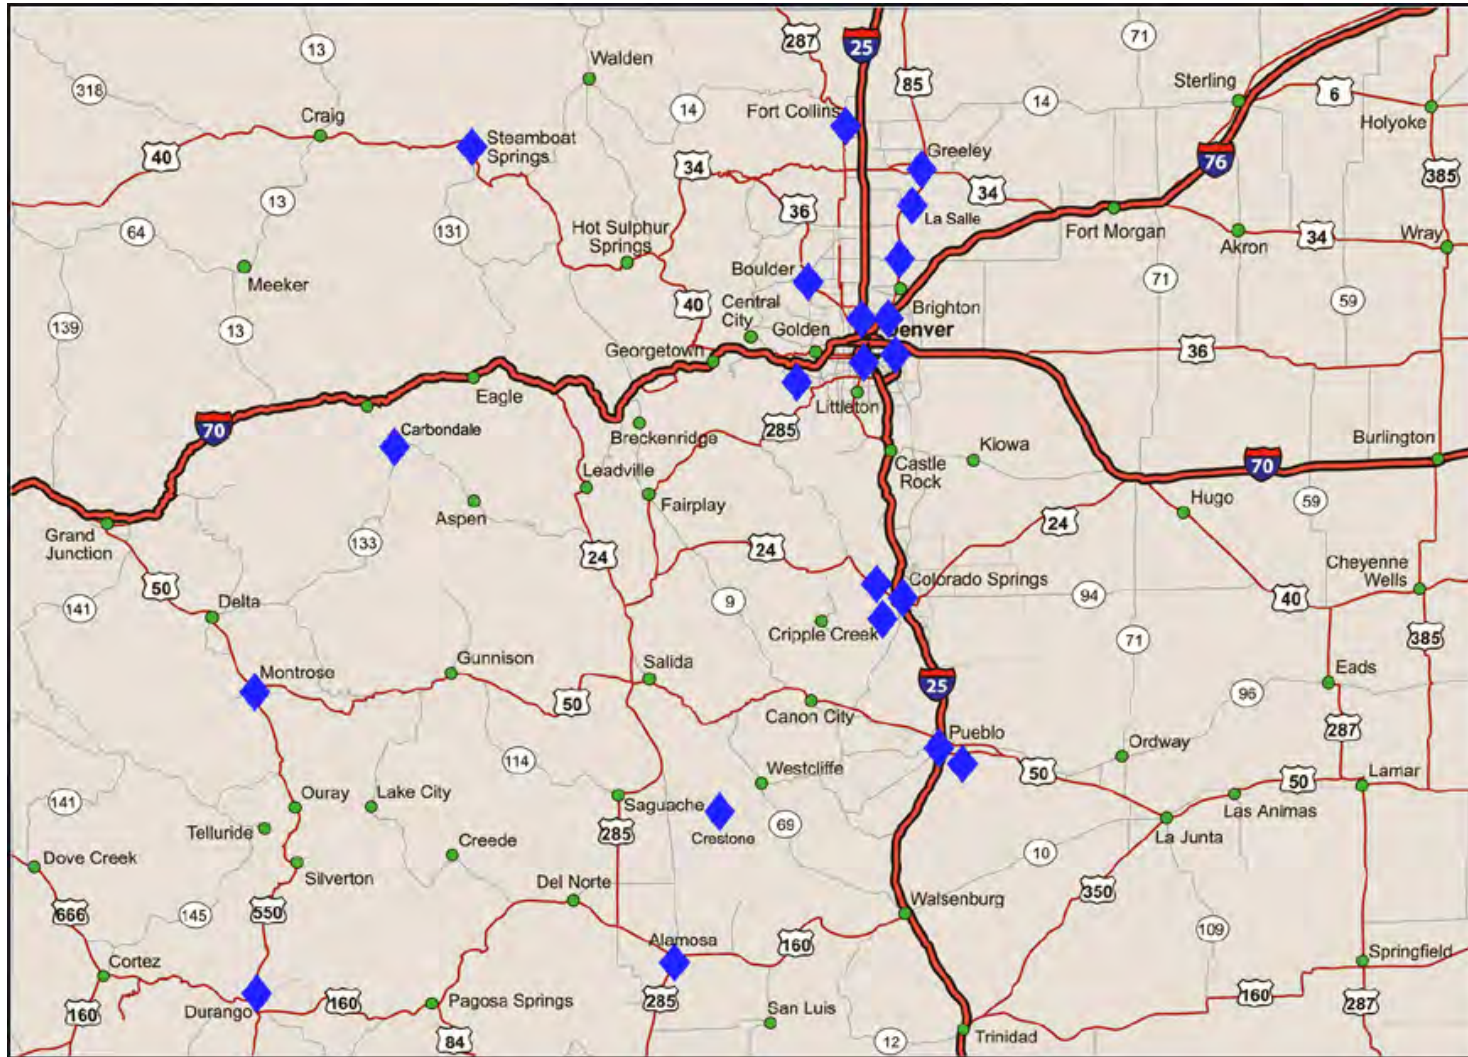 13
287
25
71
Walden
85
Sterling
6
318
14
14
Holyoke
Craig
Fort Collins
Steamboat
Springs
40
Greeley
76
34
34
385
13
36
La Salle
64
131
Hot Sulphur
Springs
Fort Morgan
Akron
34
Wray
Meeker
Boulder
71
59
40
Central
City
Brighton
139
13
Golden
Denver
Georgetown
36
Eagle
Littleton
70
Carbondale
Breckenridge
285
Kiowa
Burlington
Castle
Rock
70
Leadville
Fairplay
Hugo
59
Aspen
Grand
Junction
133
24
24
24
50
Colorado Springs
Cheyenne
Wells
141
Delta
9
94
40
Cripple Creek
71
385
Montrose
Gunnison
Salida
Eads
25
96
50
Canon City
287
Pueblo
Ordway
114
Westcliffe
50
50
Lamar
141
Ouray
Lake City
Saguache
Las Animas
Telluride
285
Crestone
69
La Junta
Creede
10
Dove Creek
Silverton
Del Norte
350
666
145
550
Walsenburg
109
Alamosa
160
Cortez
Springfield
160
Durango
160
Pagosa Springs
285
San Luis
160
287
84
12
Trinidad